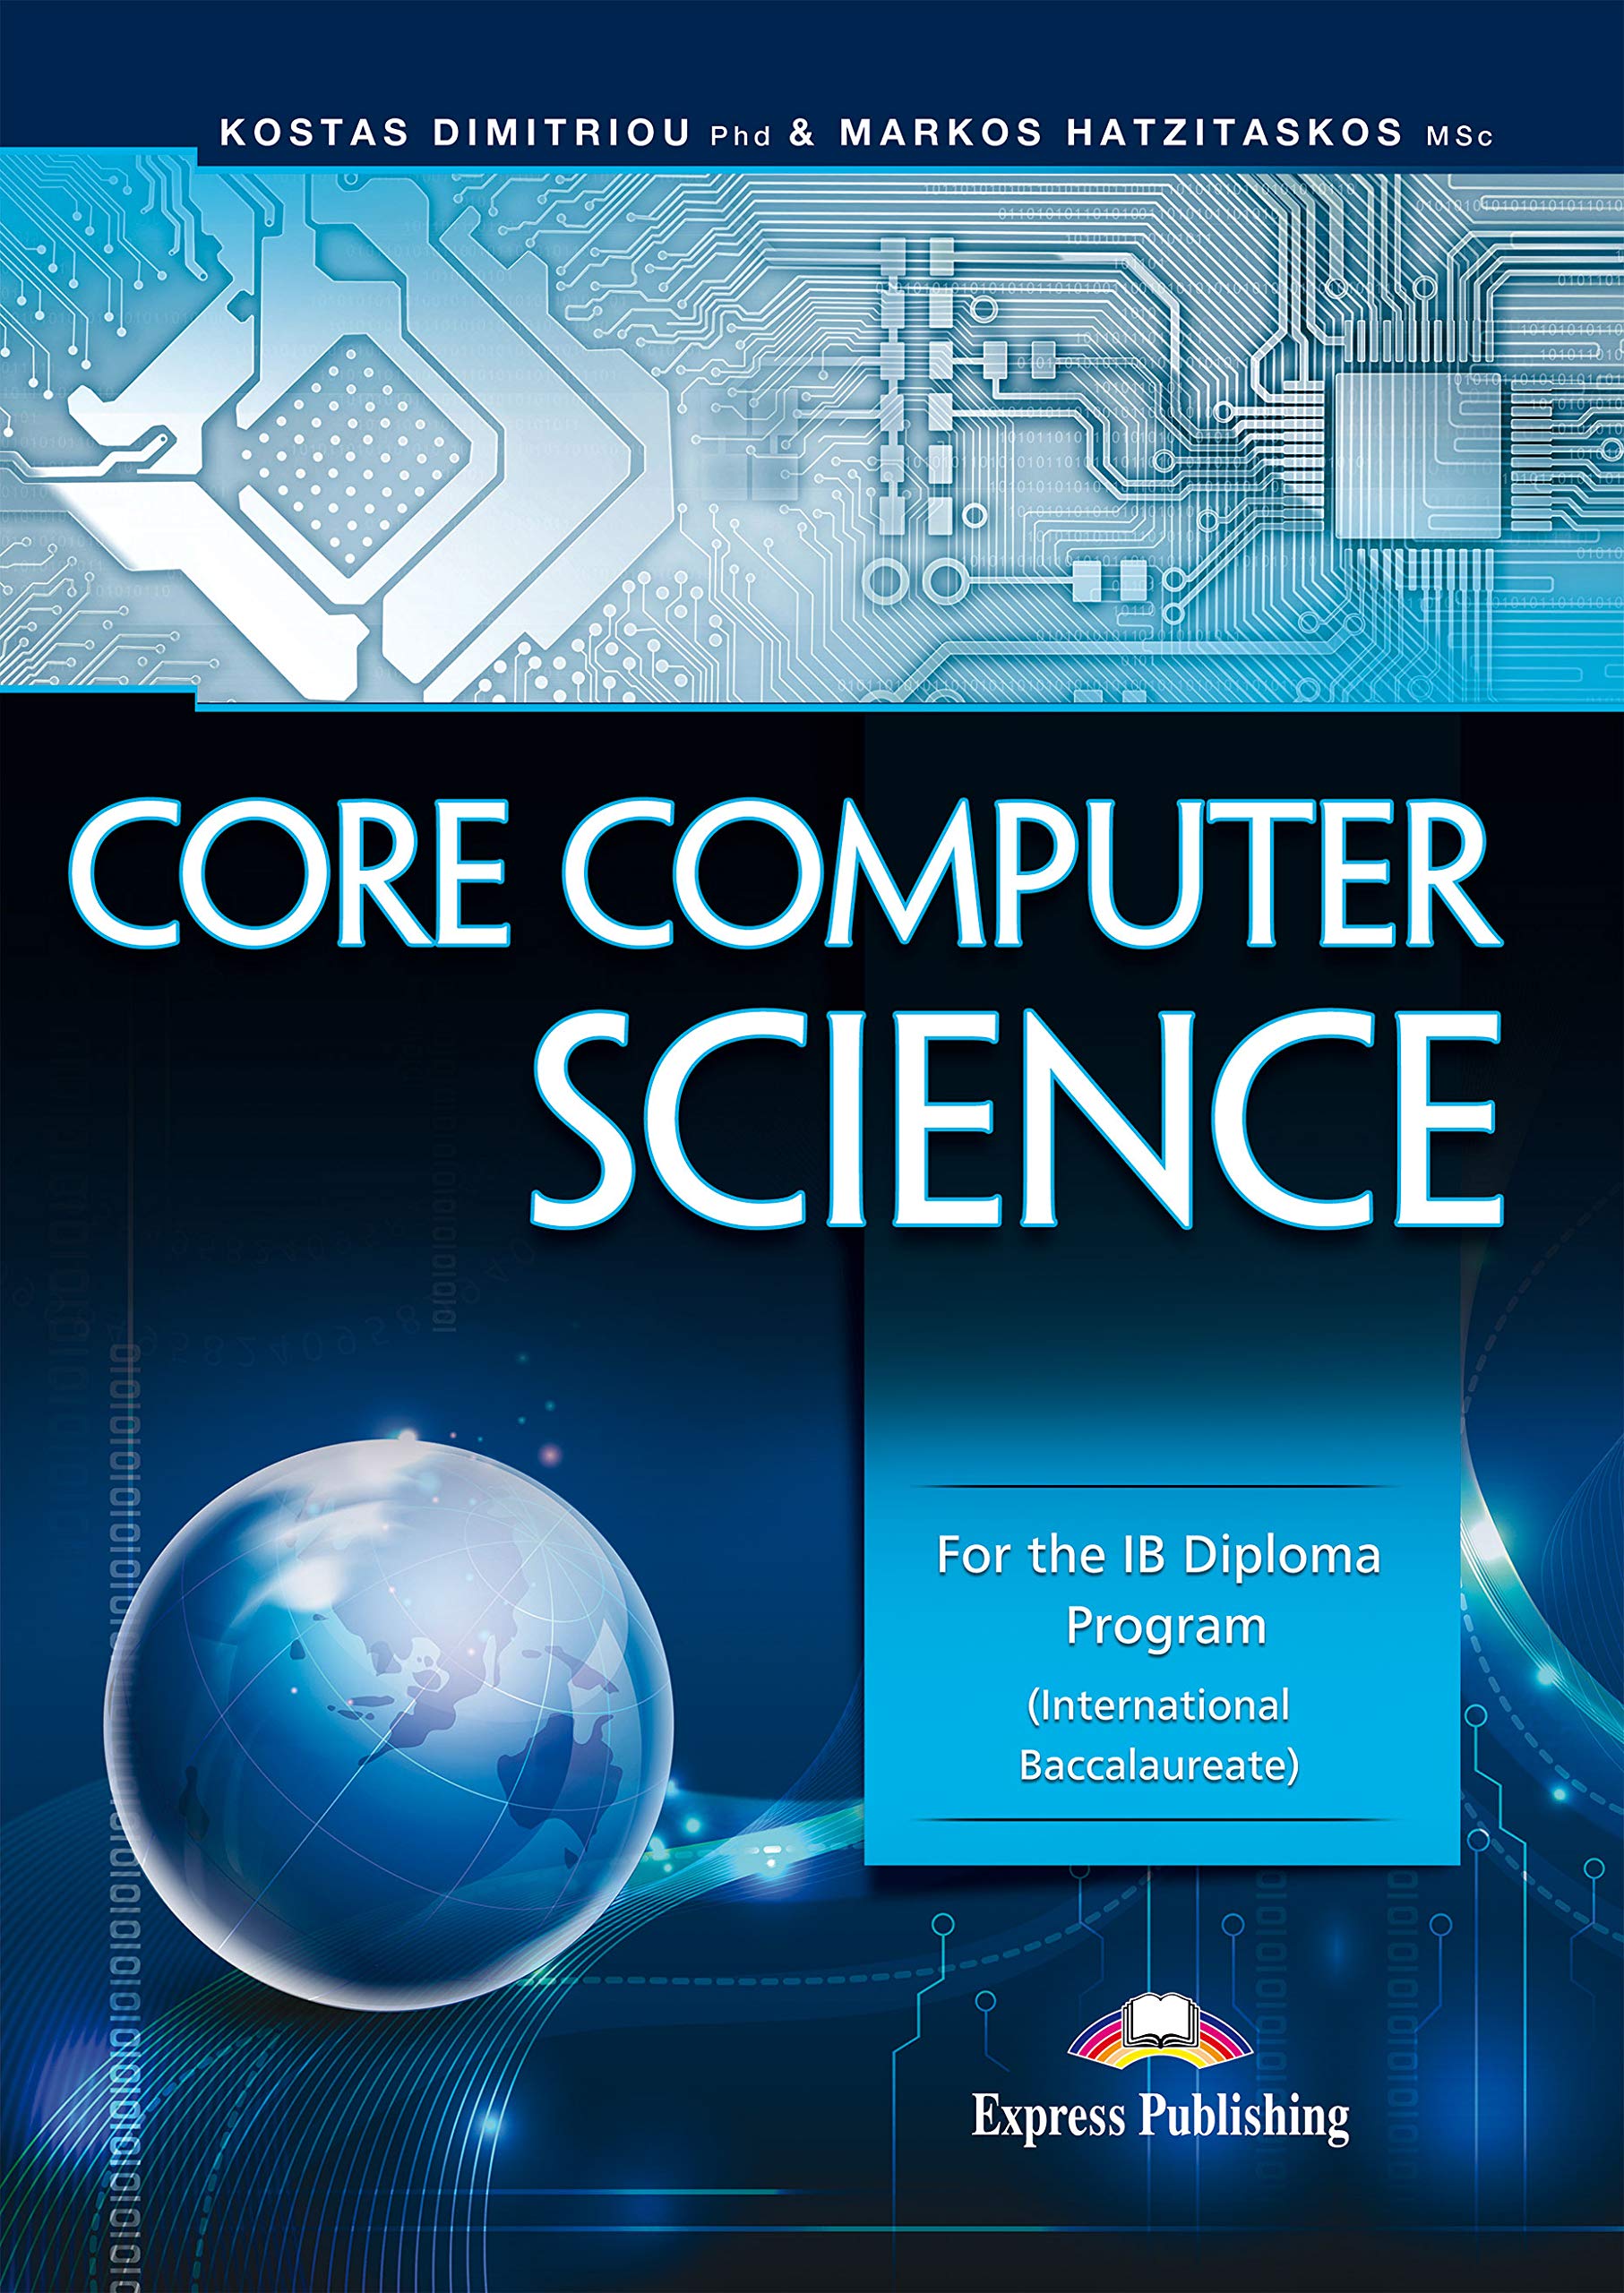 KOSTAS DIMITRIOU Phd & MARKOS HATZITASKOS MSc
CORE COMPUTER
SCIENCE
For the IB Diploma
Program
(International
Baccalaureate)
Express Publishing